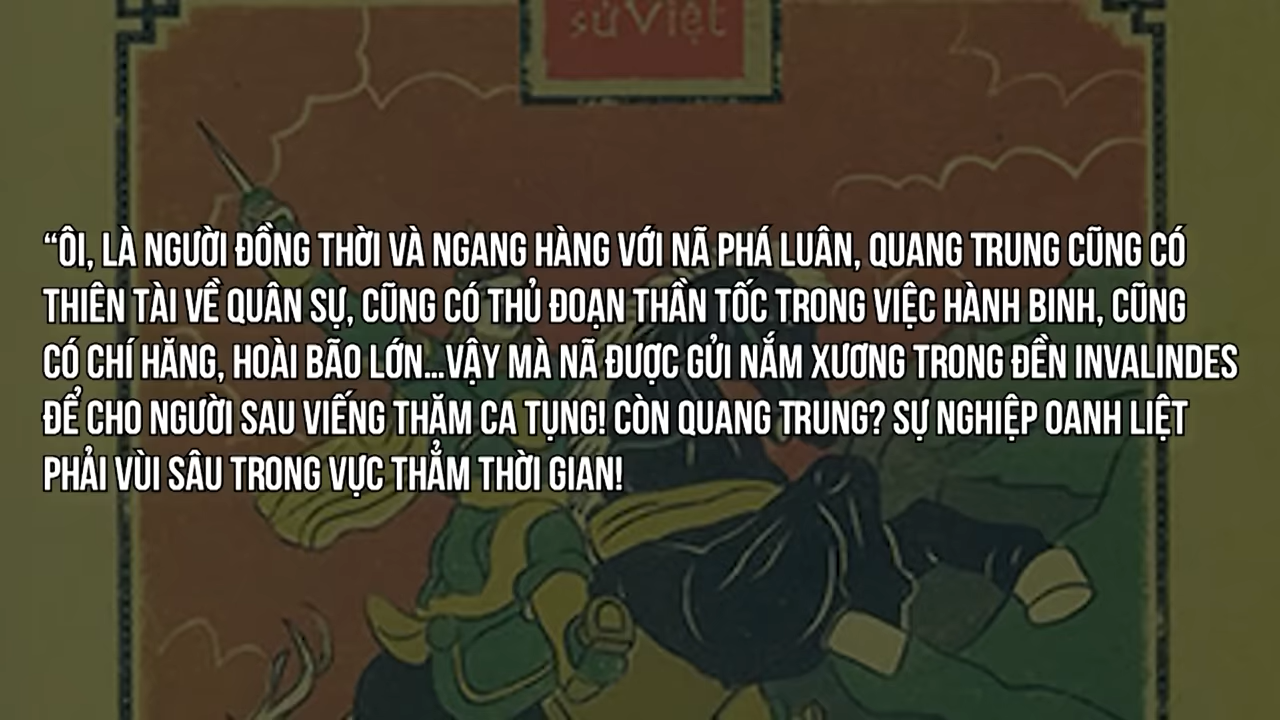 sử Việt
“ÔI, LÀ NGƯỜI ĐỒNG THỜI VÀ NGANG HÀNG VỚI NÃ PHÁ LUÂN, QUANG TRUNG CŨNG CÓ
THIÊN TÀI VỀ QUÂN SỰ, CŨNG CÓ THỦ ĐOẠN THẦN TỐC TRONG VIỆC HÀNH BINH, CŨNG
CÓ CHÍ HĂNG, HOÀI BÃO LỚN...VẬY MÀ NÃ ĐƯỢC GỬI NẮM XƯƠNG TRONG ĐỀN INVALINDES
ĐỂ CHO NGƯỜI SAU VIẾNG THĂM CA TỤNG! CÒN QUANG TRUNG? SỰ NGHIỆP OANH LIỆT
PHẢI VÙI SÂU TRONG VỰC THẲM THỜI GIAN!